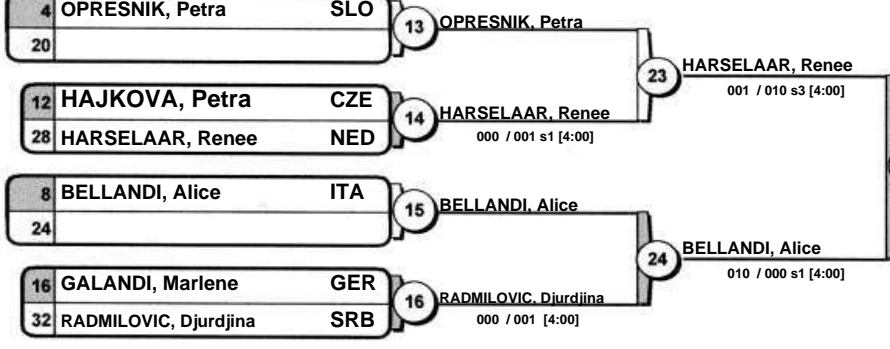 4 OPRESNIK, Petra SLO
20
13
OPRESNIK, Petra
12 HAJKOVA, Petra CZE
28 HARSELAAR, Renee NED
14
HARSELAAR, Renee
000 / 001 s1 [4:00]
23
HARSELAAR, Renee
001 / 010 s3 [4:00]
8 BELLANDI, Alice ITA
24
15
BELLANDI, Alice
16 GALANDI, Marlene GER
32 RADMILOVIC, Djurdjina SRB
16
RADMILOVIC, Djurdjina
000 / 001 [4:00]
24
BELLANDI, Alice
010 / 000 s1 [4:00]